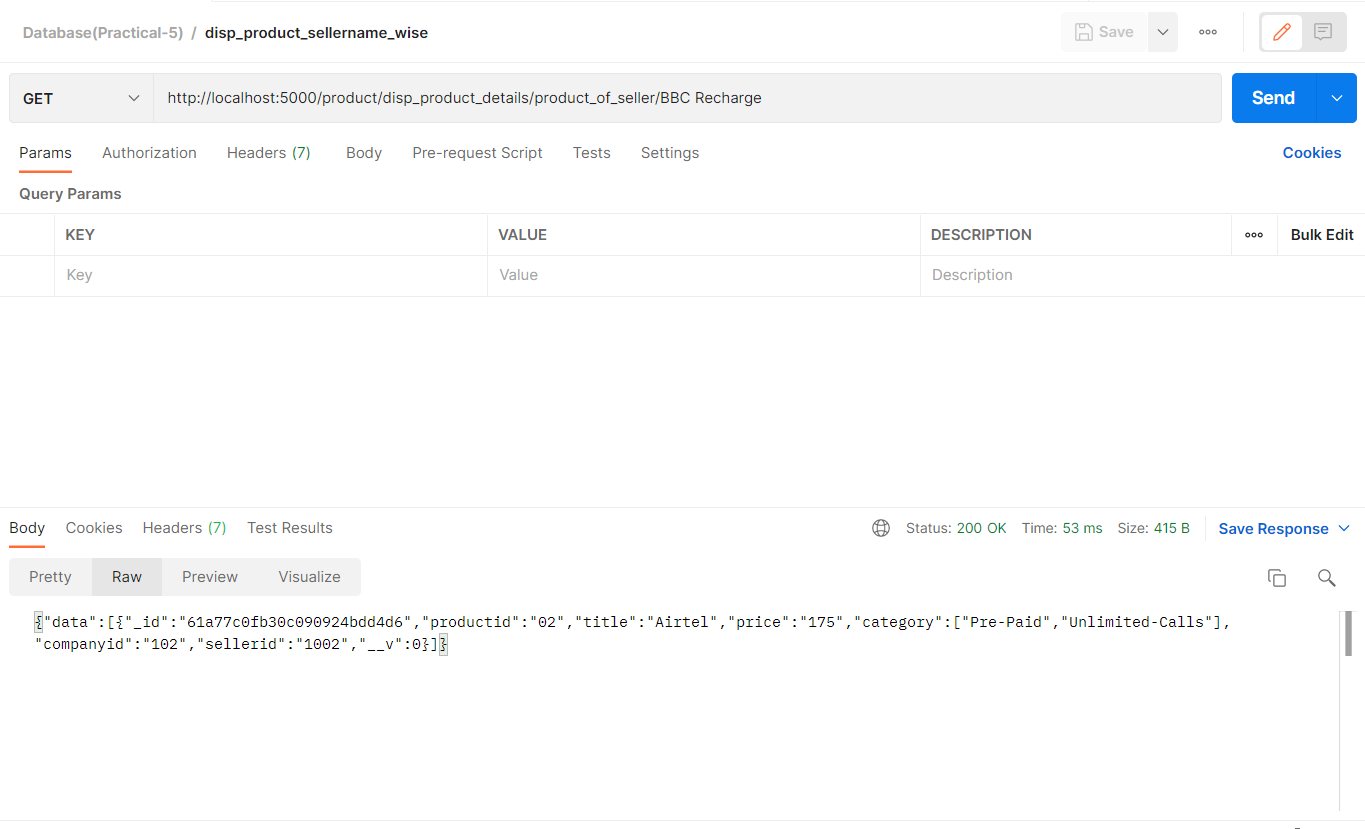 Database(Practical-5) / disp_product_sellername_wise
Save
GET
http://localhost:5000/product/disp_product_details/product_of_seller/BBC Recharge
Send
Params Authorization Headers (7) Body Pre-request Script Tests Settings Cookies
Query Params
KEY VALUE DESCRIPTION Bulk Edit
Key Value Description
Body Cookies Headers (7) Test Results Status: 200 OK Time: 53 ms Size: 415 B Save Response
Pretty Raw Preview Visualize
{"data":[{"_id":"61a77c0fb30c090924bdd4d6","productid":"02","title":"Airtel","price":"175","category":["Pre-Paid","Unlimited-Calls"],
"companyid":"102","sellerid":"1002","__v":0}]}